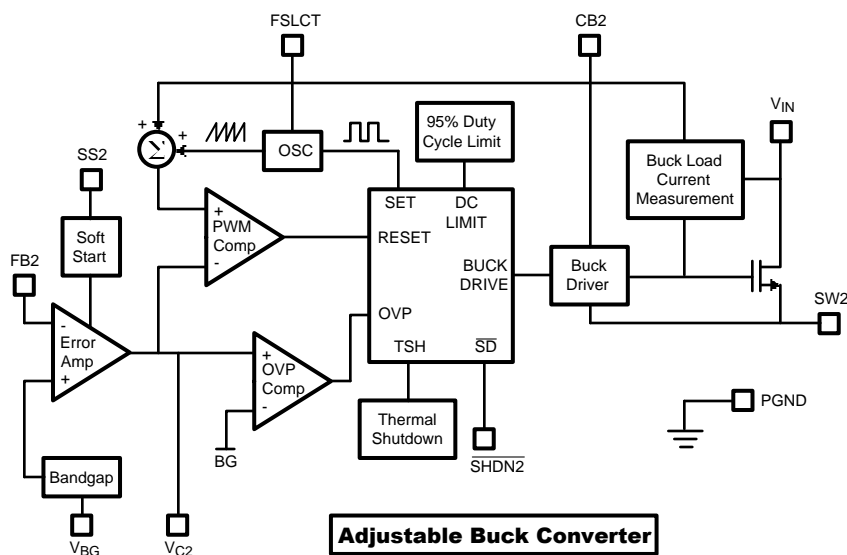 FSLCT
CB2
VIN
+
+
Σ
OSC
95% Duty
Cycle Limit
Buck Load
Current
Measurement
SS2
Soft
Start
+
PWM
Comp
-
SET
DC
LIMIT
RESET
BUCK
DRIVE
OVP
TSH
SD
Buck
Driver
FB2
-
Error
Amp
+
+
OVP
Comp
-
SW2
BG
Thermal
Shutdown
SHDN2
PGND
Bandgap
VBG
VC2
Adjustable Buck Converter